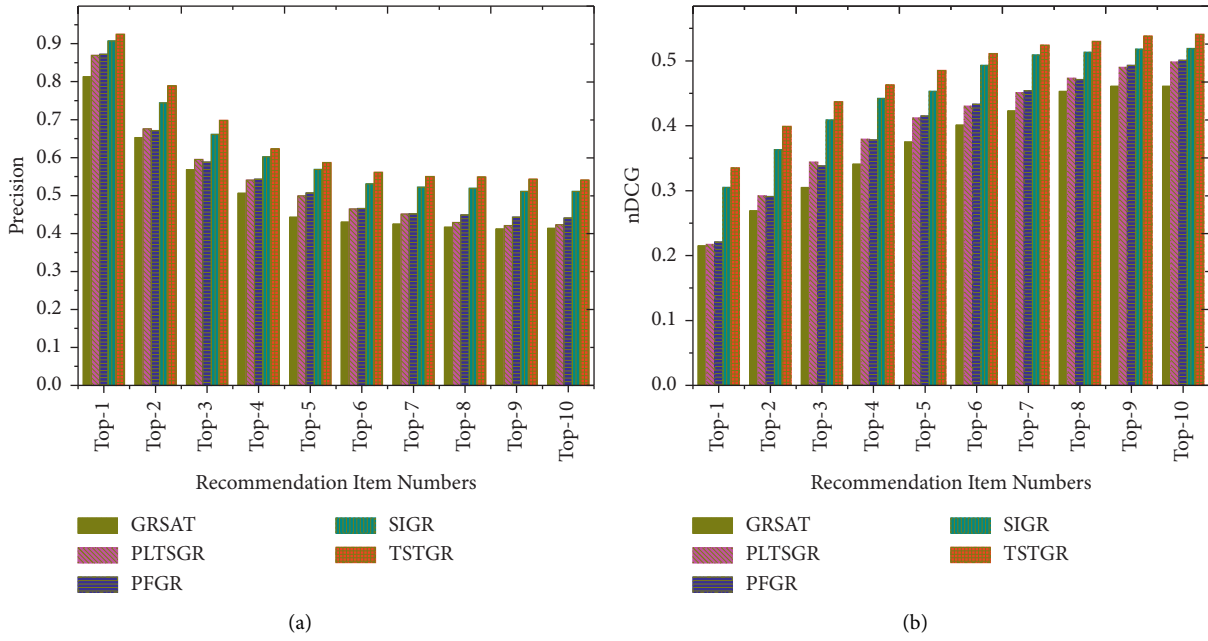 Precision
0.9
0.8
0.7
0.6
0.5
0.4
0.3
0.2
0.1
0.0
Top-1
Top-2
Top-3
Top-4
Top-5
Top-6
Top-7
Top-8
Top-9
Top-10
Recommendation Item Numbers
GRSAT
PLTSGR
PFGR
SIGR
TSTGR
(a)
nDCG
0.5
0.4
0.3
0.2
0.1
0.0
Top-1
Top-2
Top-3
Top-4
Top-5
Top-6
Top-7
Top-8
Top-9
Top-10
Recommendation Item Numbers
GRSAT
PLTSGR
PFGR
SIGR
TSTGR
(b)